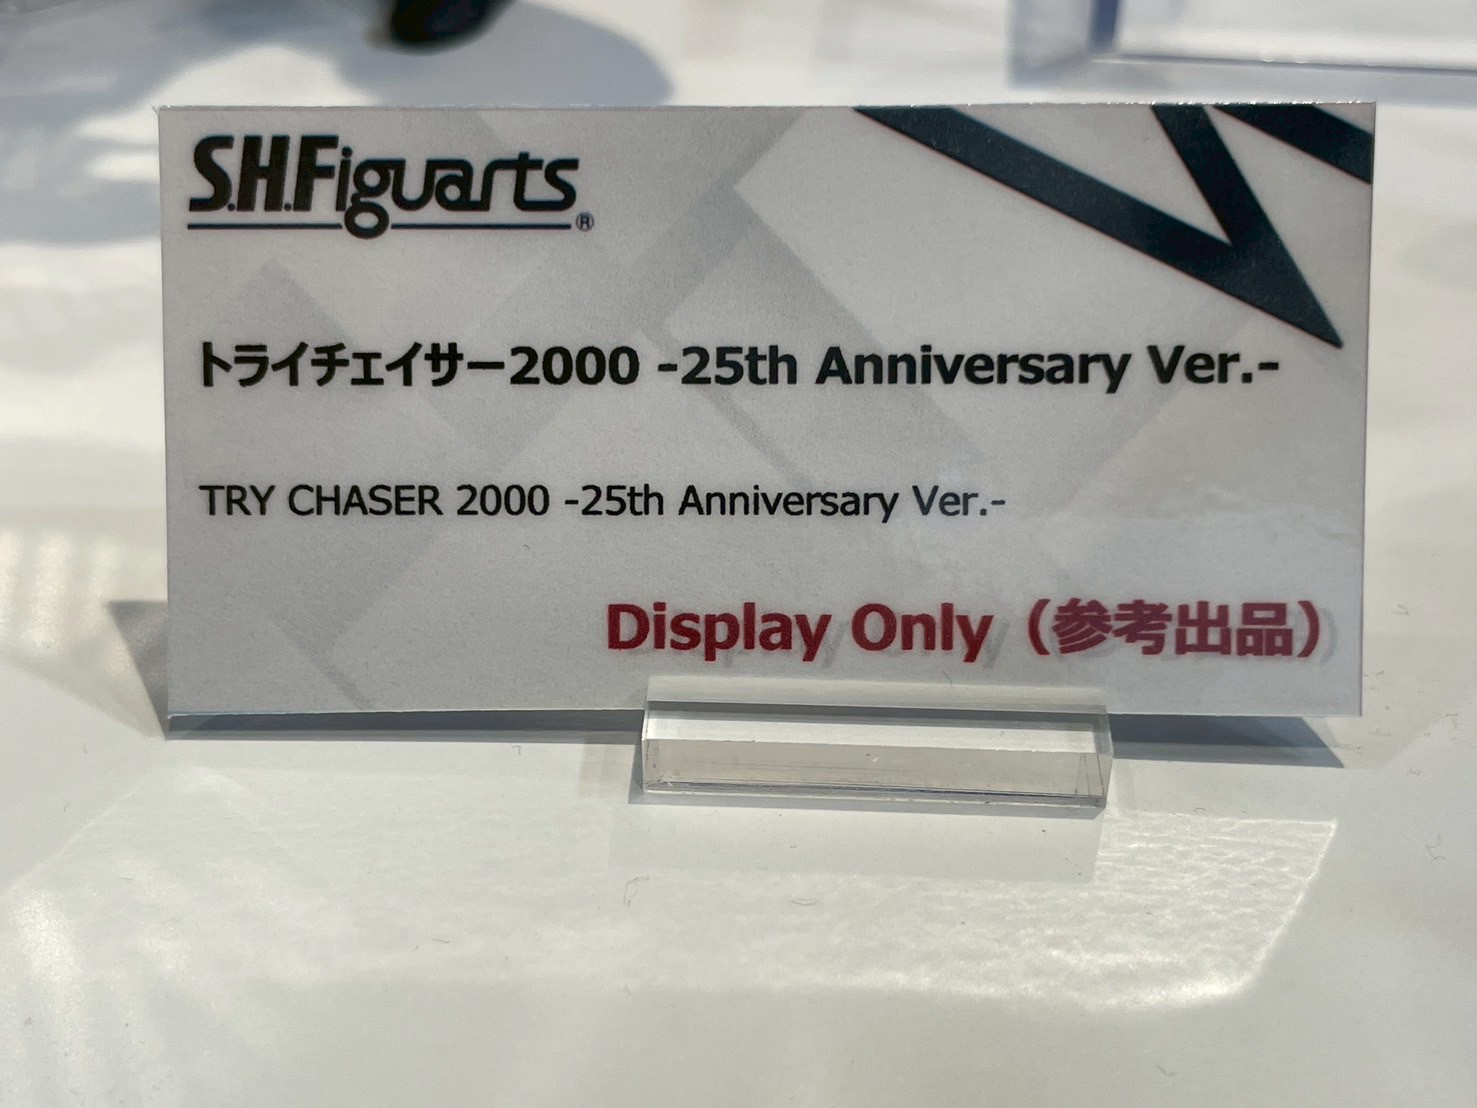 S.H.Figuarts®
トライチェイサー2000 -25th Anniversary Ver.-
TRY CHASER 2000 -25th Anniversary Ver.-
Display Only（参考出品）